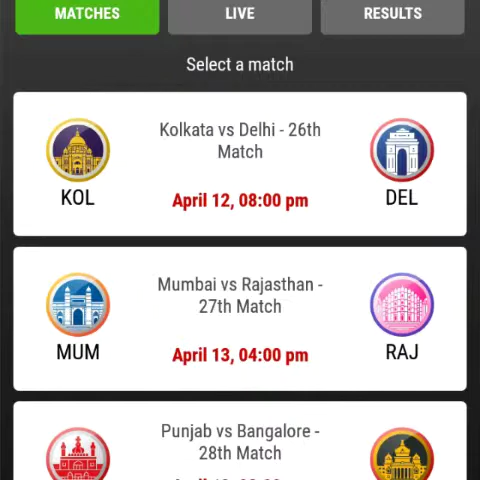 MATCHES LIVE RESULTS
Select a match
Kolkata vs Delhi - 26th
Match
KOL DEL
April 12, 08:00 pm
Mumbai vs Rajasthan -
27th Match
MUM RAJ
April 13, 04:00 pm
Punjab vs Bangalore -
28th Match